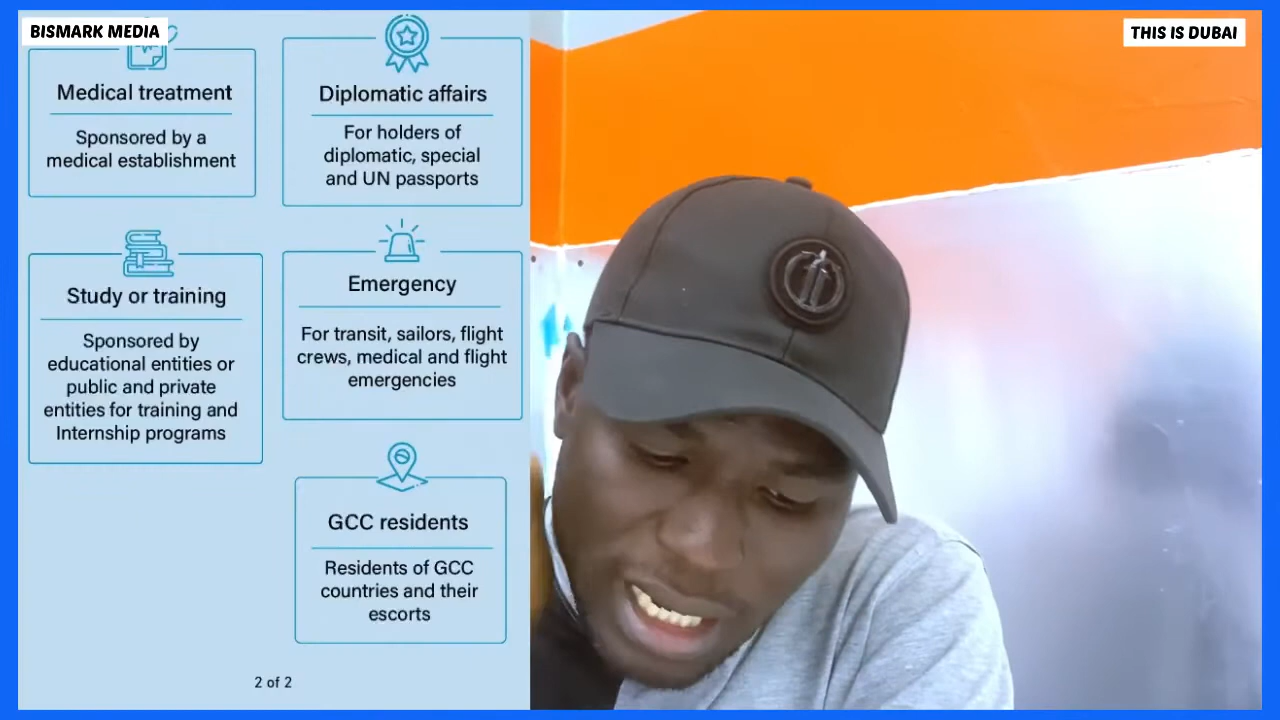 BISMARK MEDIA
THIS IS DUBAI
Medical treatment
Sponsored by a
medical establishment
Diplomatic affairs
For holders of
diplomatic, special
and UN passports
Study or training
Sponsored by
educational entities or
public and private
entities for training and
Internship programs
Emergency
For transit, sailors, flight
crews, medical and flight
emergencies
GCC residents
Residents of GCC
countries and their
escorts
2 of 2